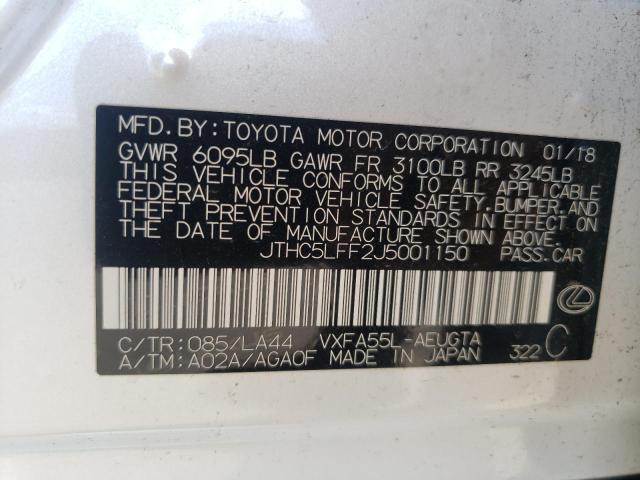 MFD.BY:TOYOTA MOTOR CORPORATION 01/18
GVWR 6095LB GAWR FR 3100LB RR 3245LB
THIS VEHICLE CONFORMS TO ALL APPLICABLE
FEDERAL MOTOR VEHICLE SAFETY,BUMPER,AND
THEFT PREVENTION STANDARDS IN EFFECT ON
THE DATE OF MANUFACTURE SHOWN ABOVE.
JTHC5LFF2J5001150 PASS.CAR
C/TR:085/LA44 VXFA55L-AEUGTA
A/TM:A02A/AGA0F MADE IN JAPAN 322 C